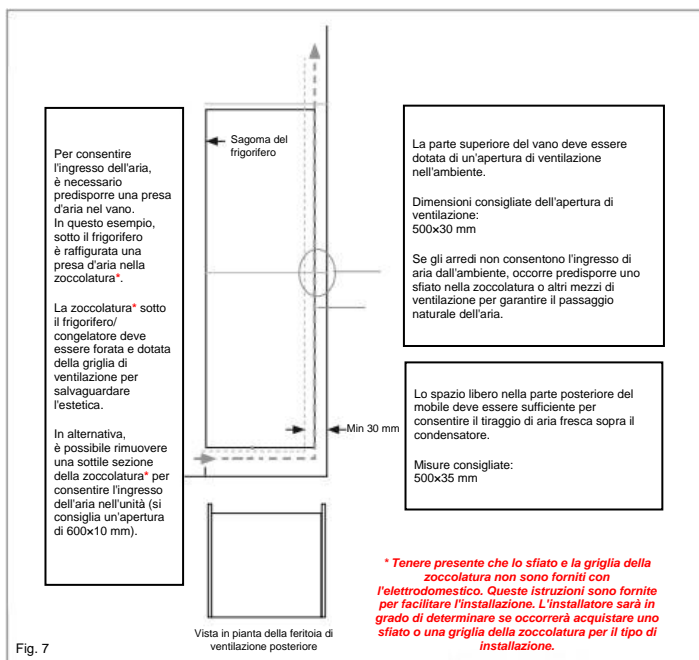 Per consentire
l'ingresso dell'aria,
è necessario
predisporre una presa
d'aria nel vano.
In questo esempio,
sotto il frigorifero
è raffigurata una
presa d'aria nella
zoccolatura*.
La zoccolatura* sotto
il frigorifero/
congelatore deve
essere forata e dotata
della griglia di
ventilazione per
salvaguardare
l'estetica.
In alternativa,
è possibile rimuovere
una sottile sezione
della zoccolatura* per
consentire l'ingresso
dell'aria nell'unità (si
consiglia un'apertura
di 600×10 mm).
Sagoma del
frigorifero
Min 30 mm
La parte superiore del vano deve essere
dotata di un'apertura di ventilazione
nell'ambiente.
Dimensioni consigliate dell'apertura di
ventilazione:
500×30 mm
Se gli arredi non consentono l'ingresso di
aria dall'ambiente, occorre predisporre uno
sfiato nella zoccolatura o altri mezzi di
ventilazione per garantire il passaggio
naturale dell'aria.
Lo spazio libero nella parte posteriore del
mobile deve essere sufficiente per
consentire il tiraggio di aria fresca sopra il
condensatore.
Misure consigliate:
500×35 mm
* Tenere presente che lo sfiato e la griglia della
zoccolatura non sono forniti con
l'elettrodomestico. Queste istruzioni sono fornite
per facilitare l'installazione. L'installatore sarà in
grado di determinare se occorrerà acquistare uno
sfiato o una griglia della zoccolatura per il tipo di
installazione.
Vista in pianta della feritoia di
ventilazione posteriore
Fig. 7